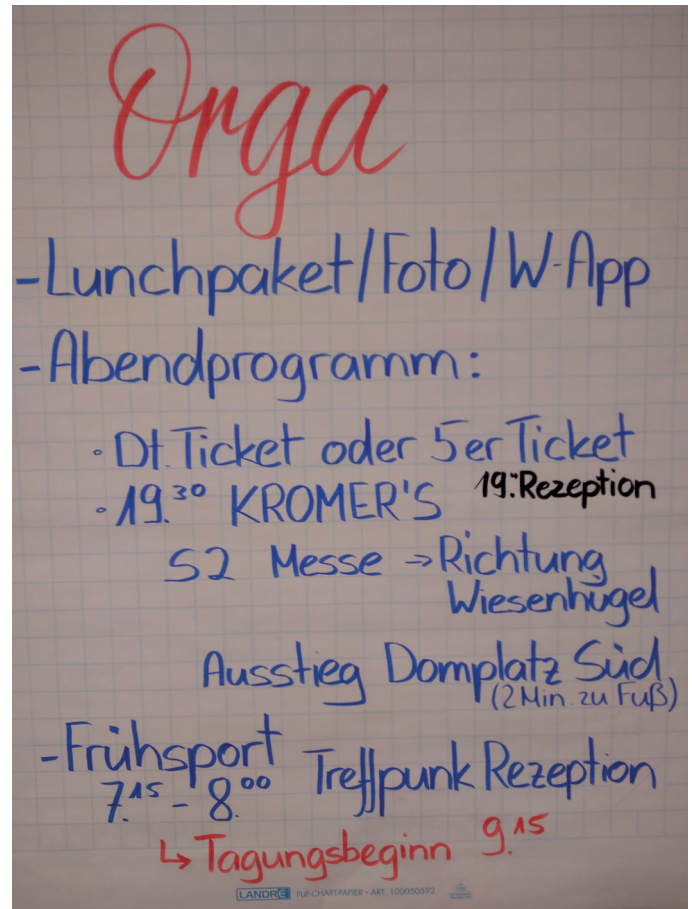 Orga
-Lunchpaket/Foto/W-App
-Abendprogramm:
• Dt. Ticket oder 5er Ticket
• 19.30 KROMER'S 19.: Rezeption
S2 Messe → Richtung
Wiesenhügel
Ausstieg Domplatz Süd
(2 Min. zu Fuß)
-Frühsport Treffpunk Rezeption
7.15 - 8.00
↳ Tagungsbeginn 9.15
LANDRÉ FLIP-CHART-PAPIER • ART. 100050592